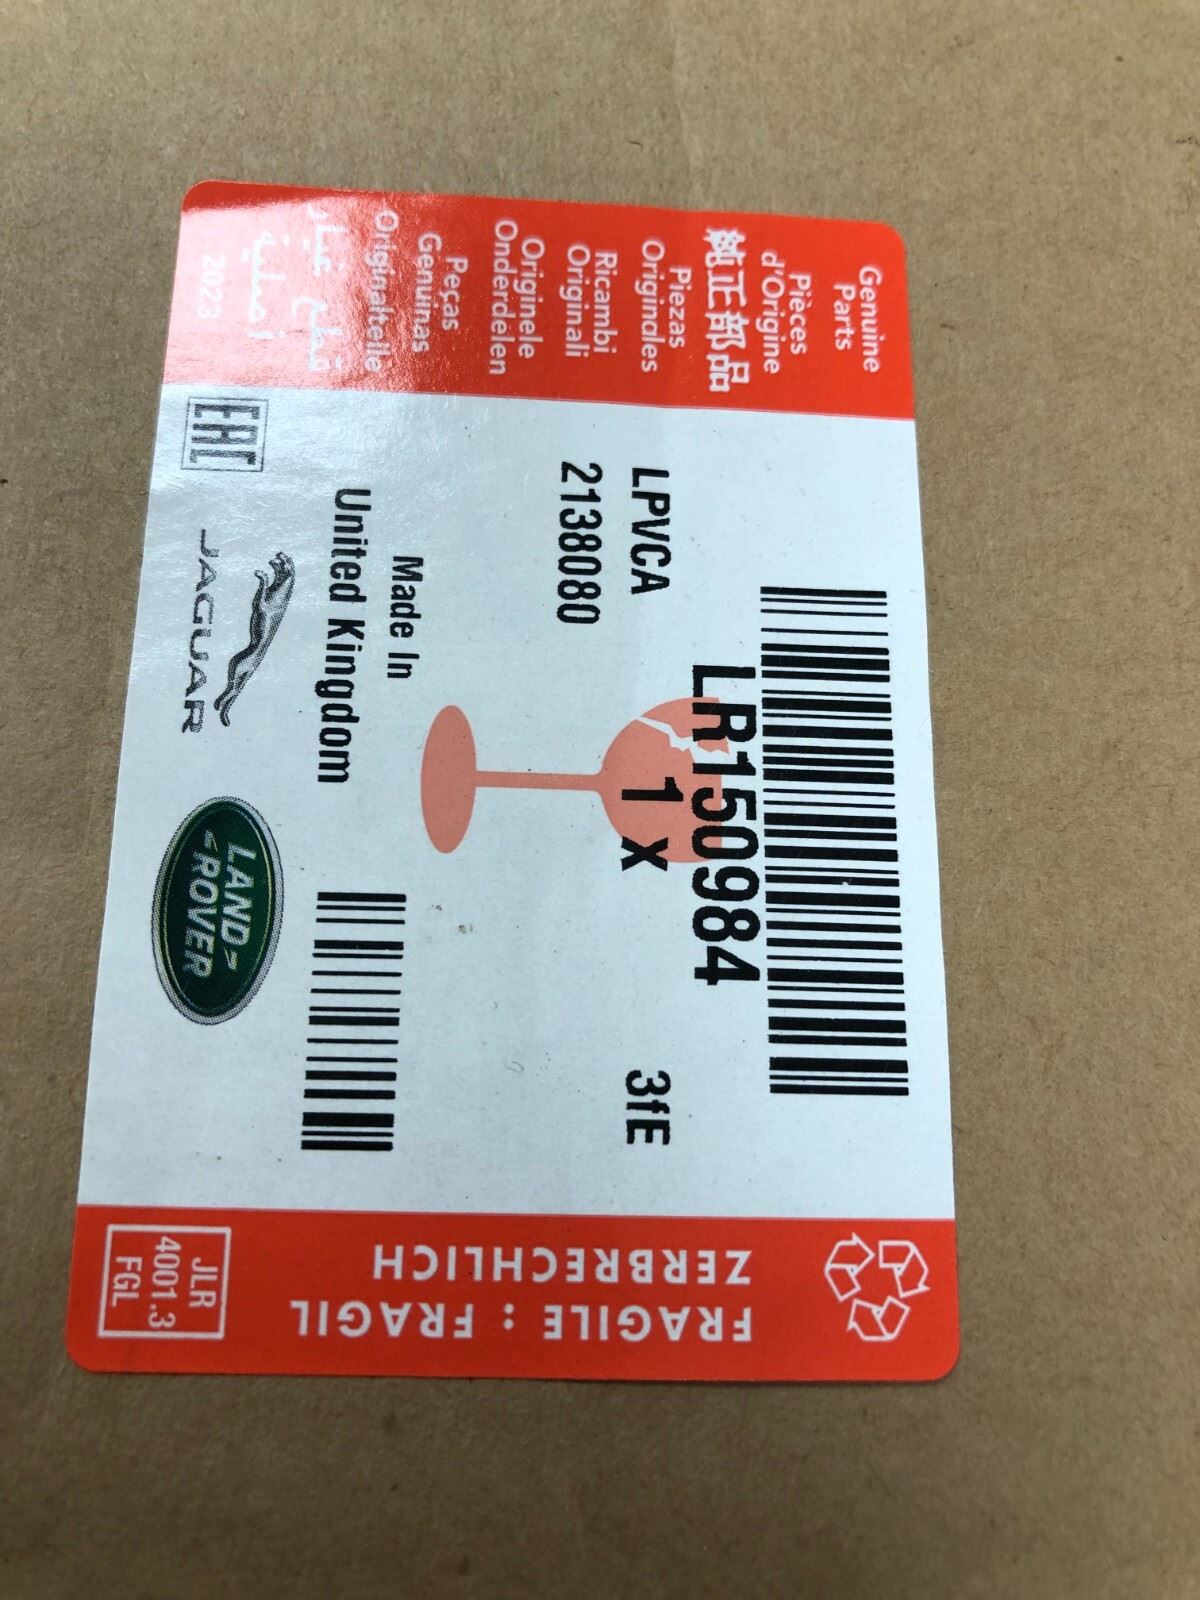 Genuine
Parts
Pièces
d'Origine
純正部品
Piezas
Originales
Ricambi
Originali
Originele
Onderdelen
Peças
Genuinas
Originalteile
قطع غيار
أصلية
2023
LR150984
LPVCA
1 x
3fE
2138080
Made In
United Kingdom
EAC
JAGUAR
LAND
ROVER
FRAGILE : FRAGIL
ZERBRECHLICH
JLR
4001.3
FGL